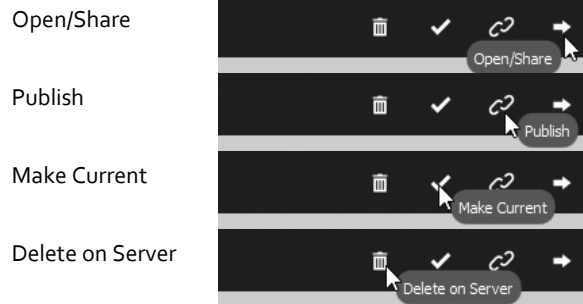 Open/Share
Open/Share
Publish
Publish
Make Current
Make Current
Delete on Server
Delete on Server